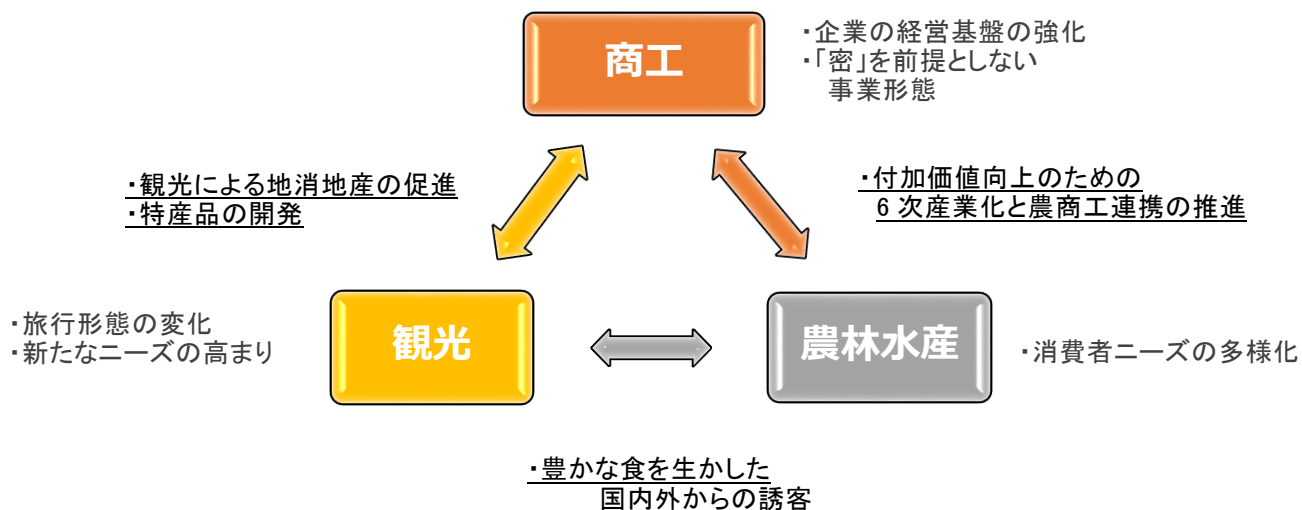 商工
・企業の経営基盤の強化
・「密」を前提としない
事業形態
・観光による地消地産の促進
・特産品の開発
・付加価値向上のための
6次産業化と農商工連携の推進
・旅行形態の変化
・新たなニーズの高まり
観光
農林水産
・消費者ニーズの多様化
・豊かな食を生かした
国内外からの誘客